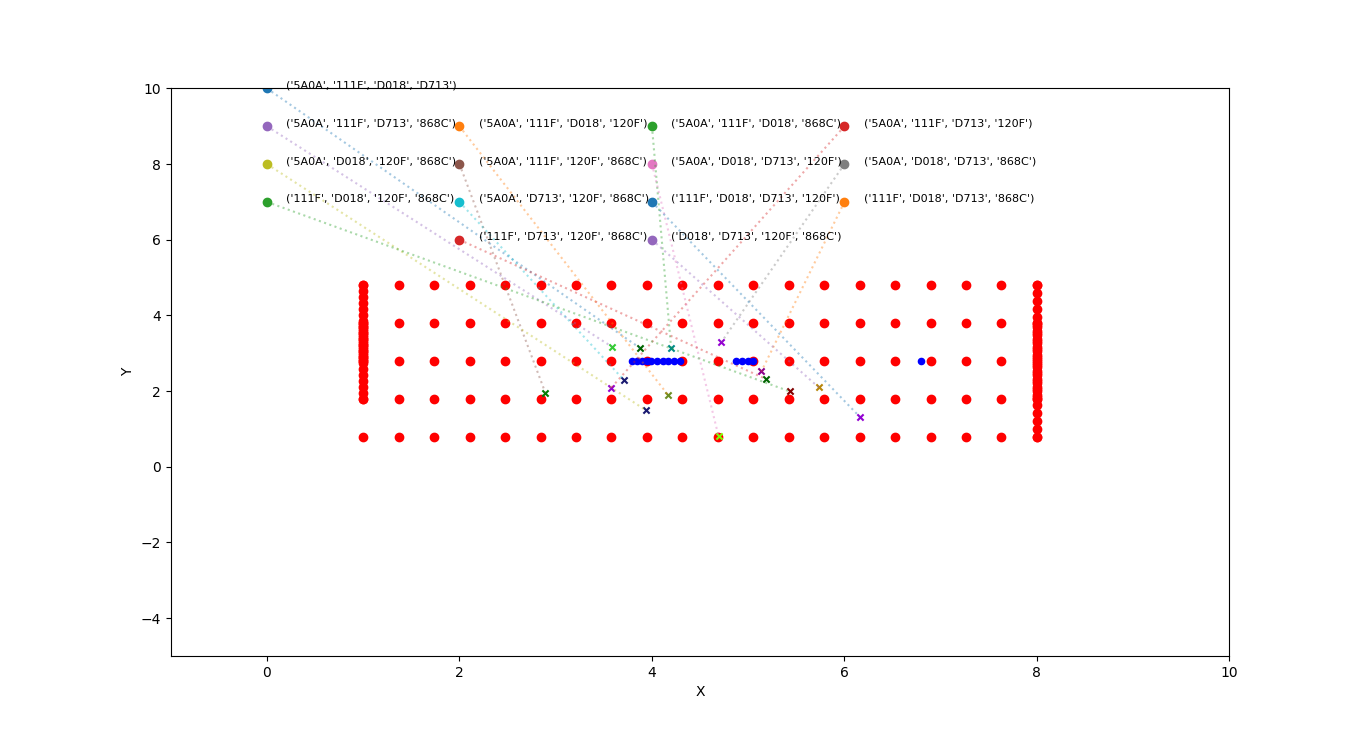 10
('5A0A', '111F', 'D018', 'D713')
('5A0A', '111F', 'D713', '868C') ('5A0A', '111F', 'D018', '120F') ('5A0A', '111F', 'D018', '868C') ('5A0A', '111F', 'D713', '120F')
8
('5A0A', 'D018', '120F', '868C') ('5A0A', '111F', '120F', '868C') ('5A0A', 'D018', 'D713', '120F') ('5A0A', 'D018', 'D713', '868C')
('111F', 'D018', '120F', '868C') ('5A0A', 'D713', '120F', '868C') ('111F', 'D018', 'D713', '120F') ('111F', 'D018', 'D713', '868C')
6
('111F', 'D713', '120F', '868C') ('D018', 'D713', '120F', '868C')
4
Y
2
0
−2
−4
0 2 4 6 8 10
X